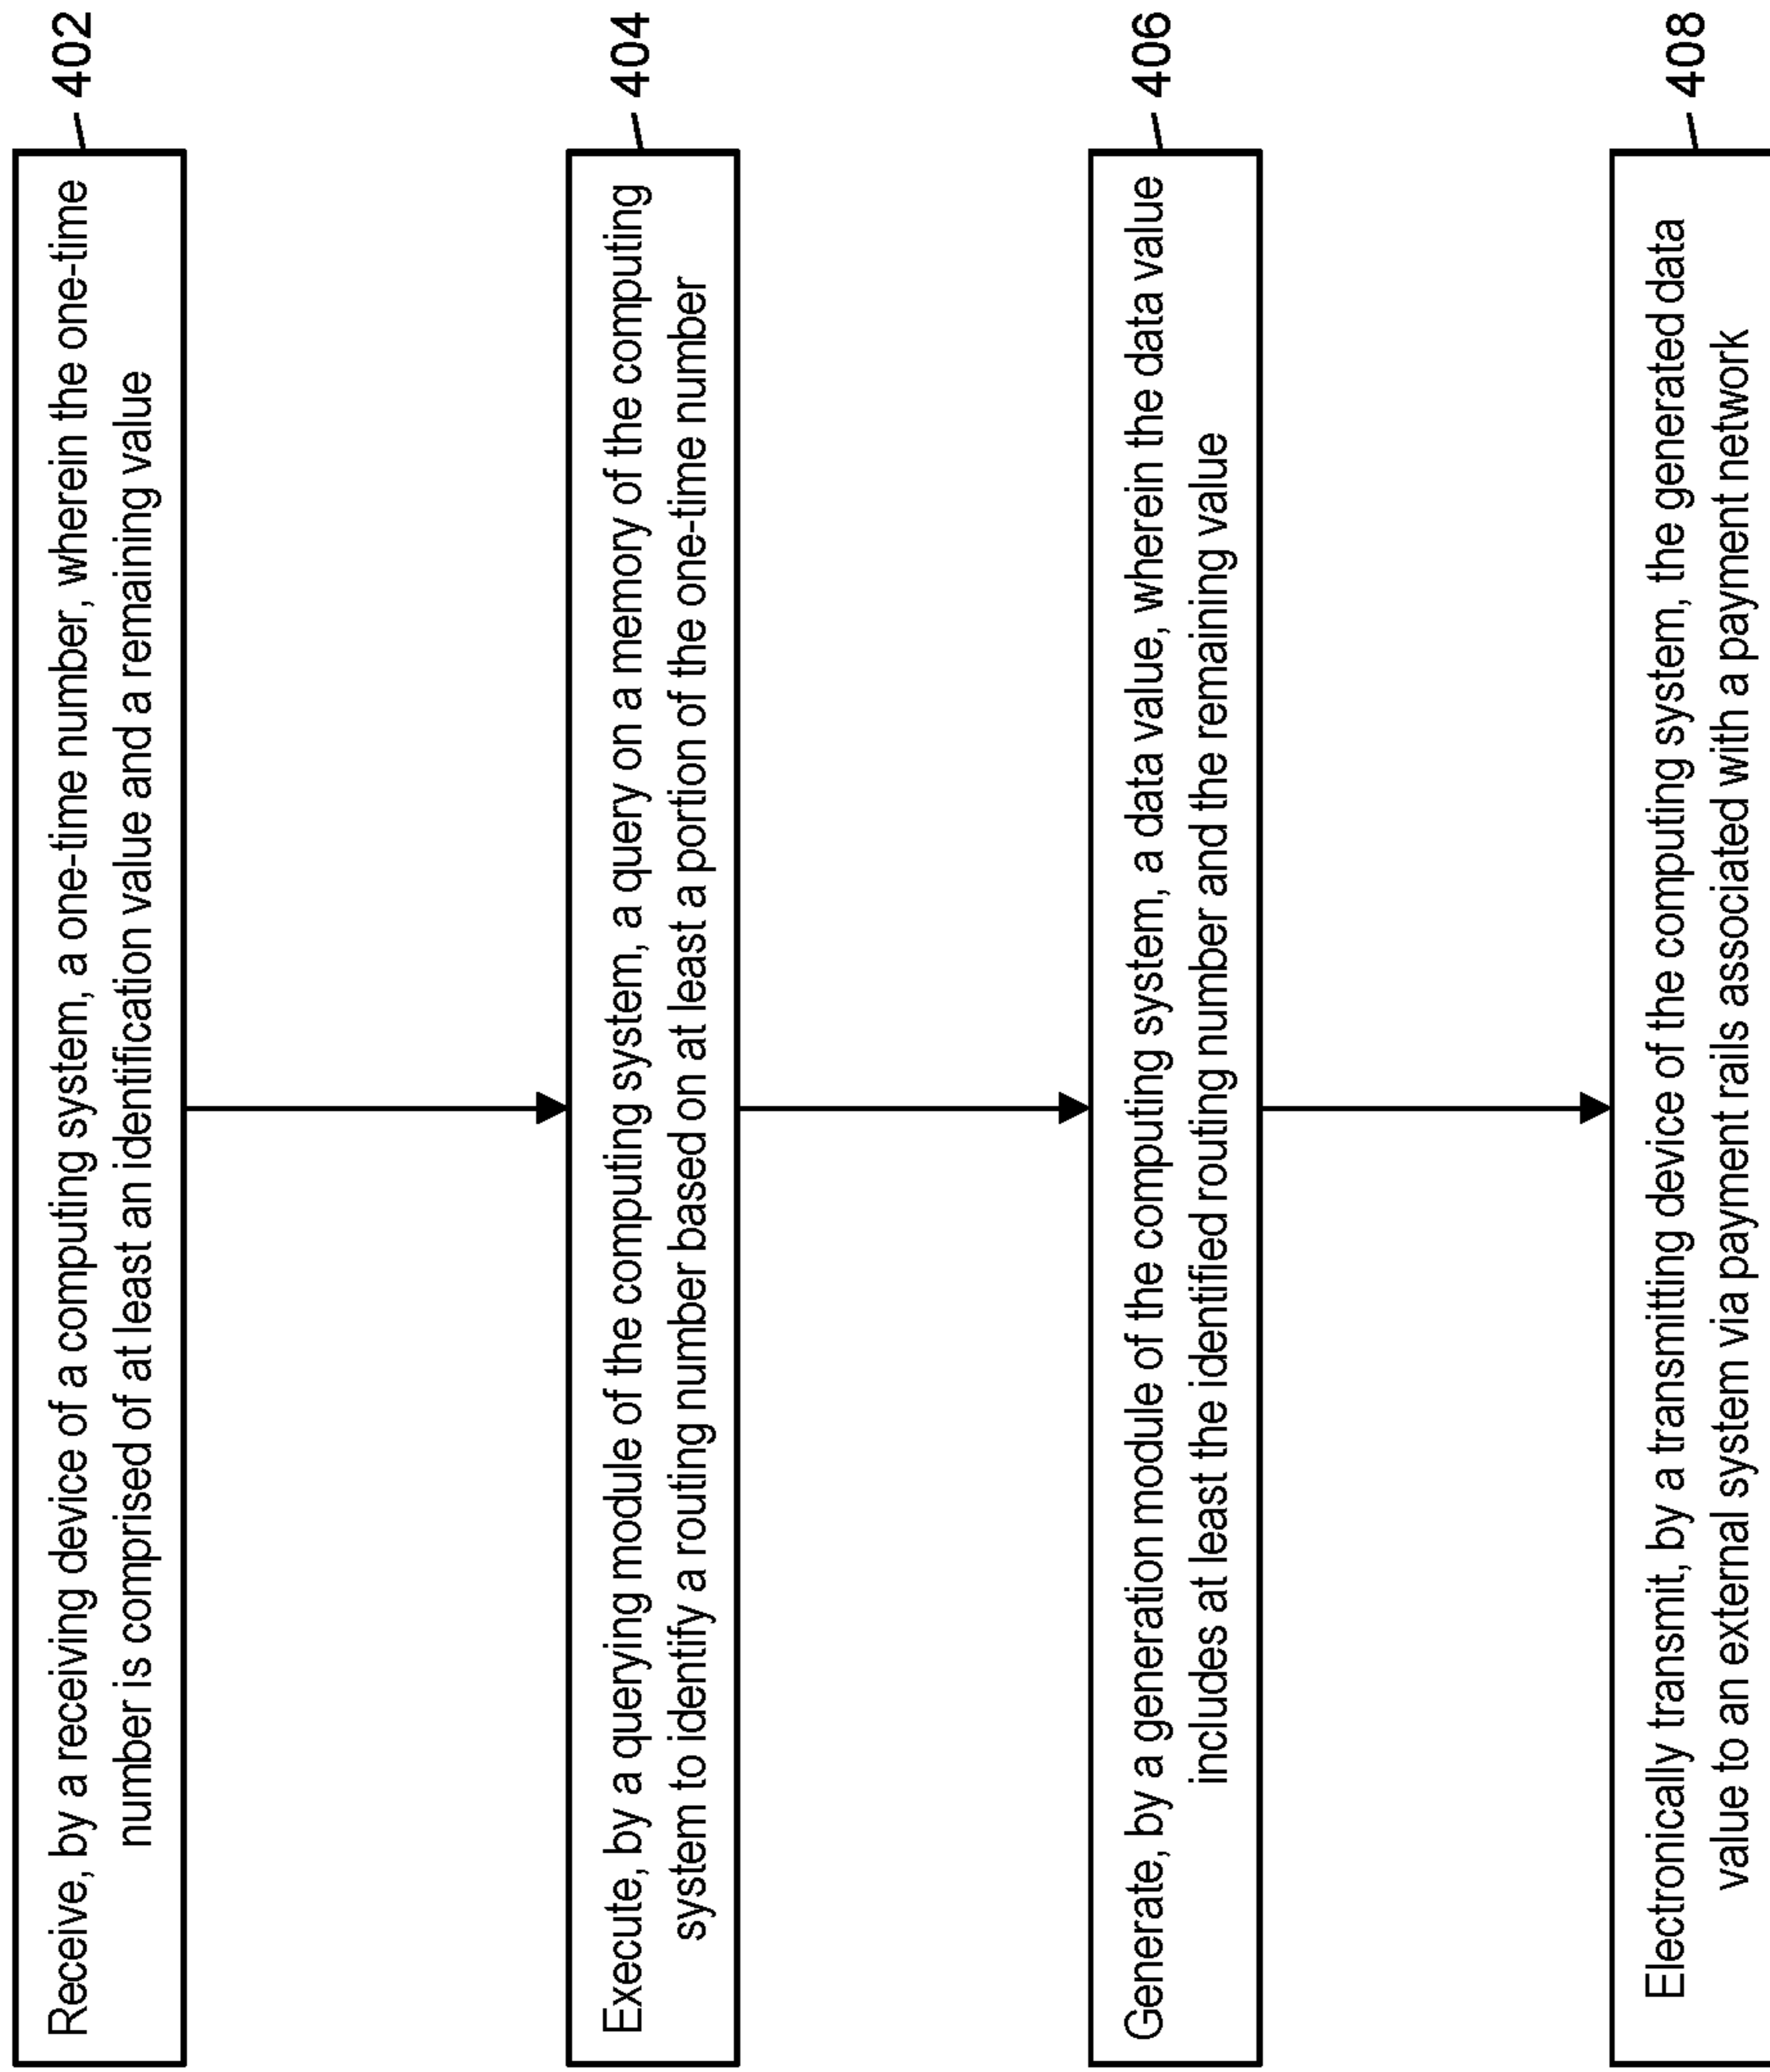 402
Receive, by a receiving device of a computing system, a one-time number, wherein the one-time
number is comprised of at least an identification value and a remaining value
404
Execute, by a querying module of the computing system, a query on a memory of the computing
system to identify a routing number based on at least a portion of the one-time number
406
Generate, by a generation module of the computing system, a data value, wherein the data value
includes at least the identified routing number and the remaining value
408
Electronically transmit, by a transmitting device of the computing system, the generated data
value to an external system via payment rails associated with a payment network